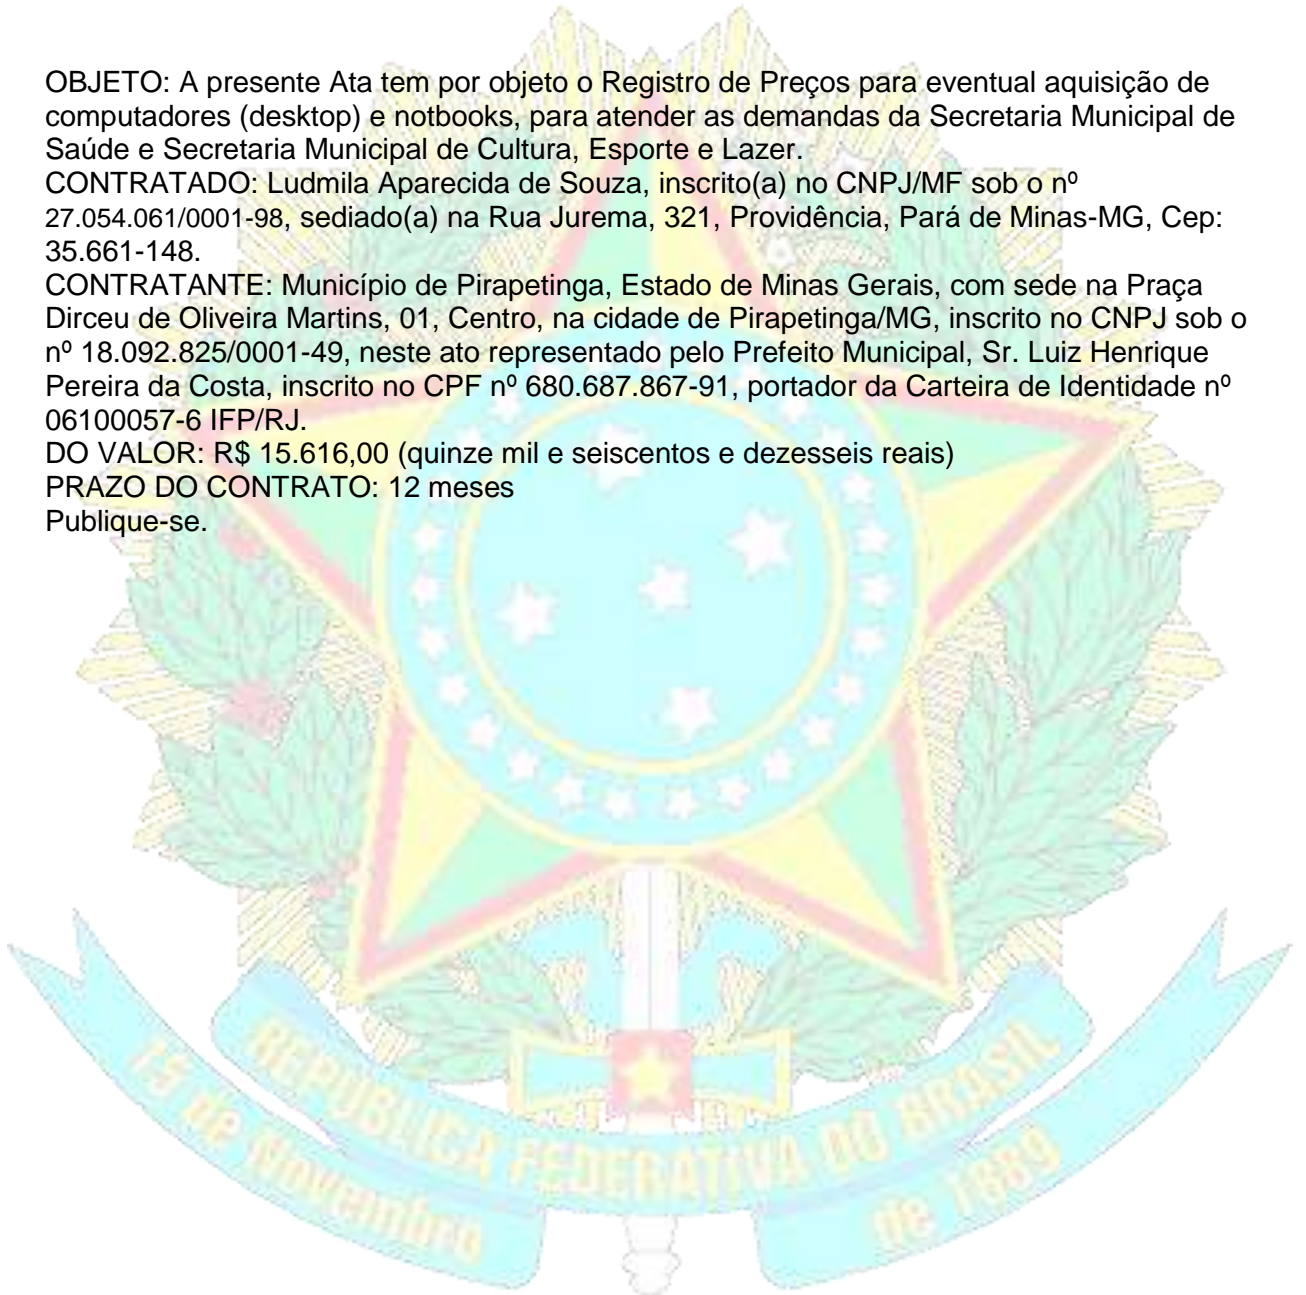 OBJETO: A presente Ata tem por objeto o Registro de Preços para eventual aquisição de
computadores (desktop) e notbooks, para atender as demandas da Secretaria Municipal de
Saúde e Secretaria Municipal de Cultura, Esporte e Lazer.
CONTRATADO: Ludmila Aparecida de Souza, inscrito(a) no CNPJ/MF sob o nº
27.054.061/0001-98, sediado(a) na Rua Jurema, 321, Providência, Pará de Minas-MG, Cep:
35.661-148.
CONTRATANTE: Município de Pirapetinga, Estado de Minas Gerais, com sede na Praça
Dirceu de Oliveira Martins, 01, Centro, na cidade de Pirapetinga/MG, inscrito no CNPJ sob o
nº 18.092.825/0001-49, neste ato representado pelo Prefeito Municipal, Sr. Luiz Henrique
Pereira da Costa, inscrito no CPF nº 680.687.867-91, portador da Carteira de Identidade nº
06100057-6 IFP/RJ.
DO VALOR: R$ 15.616,00 (quinze mil e seiscentos e dezesseis reais)
PRAZO DO CONTRATO: 12 meses
Publique-se.
REPÚBLICA FEDERATIVA DO BRASIL
15 de Novembro de 1889